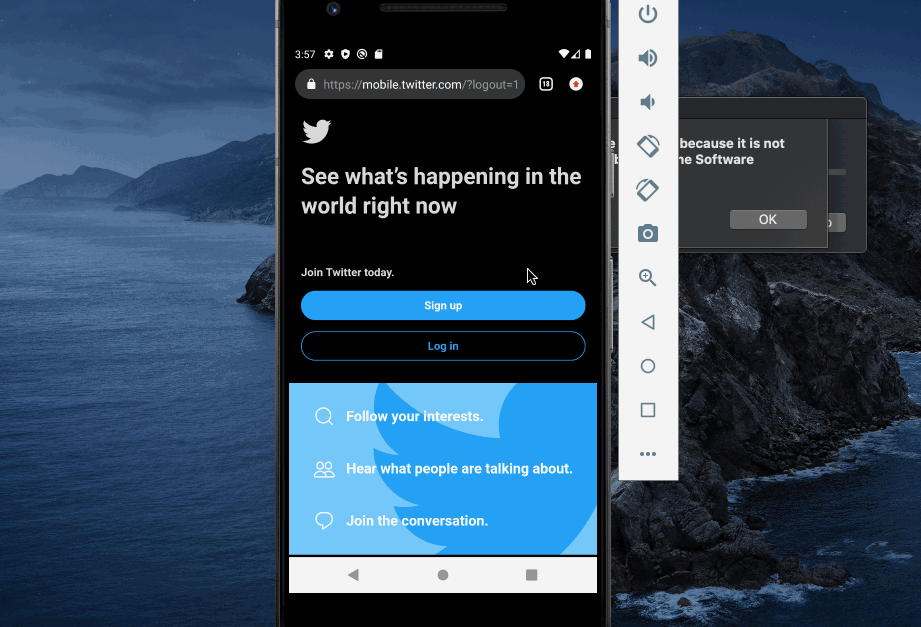 3:57
https://mobile.twitter.com/?logout=1
18
See what's happening in the
world right now
Join Twitter today.
Sign up
Log in
Follow your interests.
Hear what people are talking about.
Join the conversation.
because it is not
Software
OK